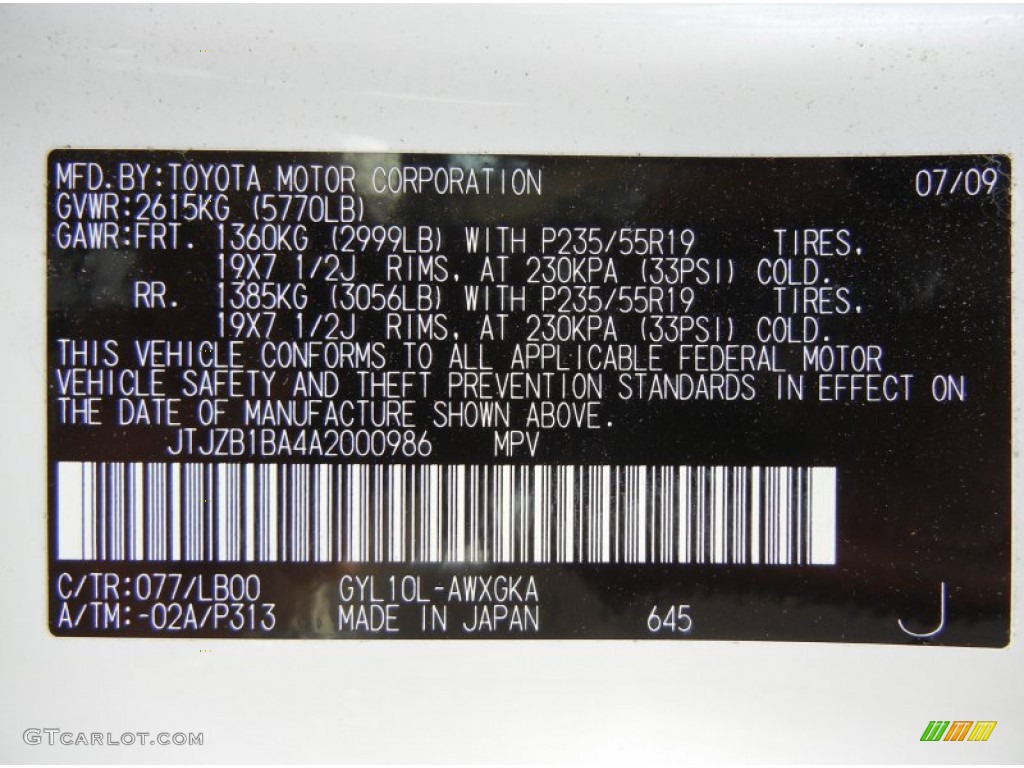 MFD.BY:TOYOTA MOTOR CORPORATION 07/09
GVWR:2615KG (5770LB)
GAWR:FRT. 1360KG (2999LB) WITH P235/55R19 TIRES,
19X7 1/2J RIMS, AT 230KPA (33PSI) COLD.
RR. 1385KG (3056LB) WITH P235/55R19 TIRES,
19X7 1/2J RIMS, AT 230KPA (33PSI) COLD.
THIS VEHICLE CONFORMS TO ALL APPLICABLE FEDERAL MOTOR
VEHICLE SAFETY AND THEFT PREVENTION STANDARDS IN EFFECT ON
THE DATE OF MANUFACTURE SHOWN ABOVE.
JTJZB1BA4A2000986 MPV
C/TR:077/LB00 GYL10L-AWXGKA
A/TM:-02A/P313 MADE IN JAPAN 645 J
GTCARLOT.COM